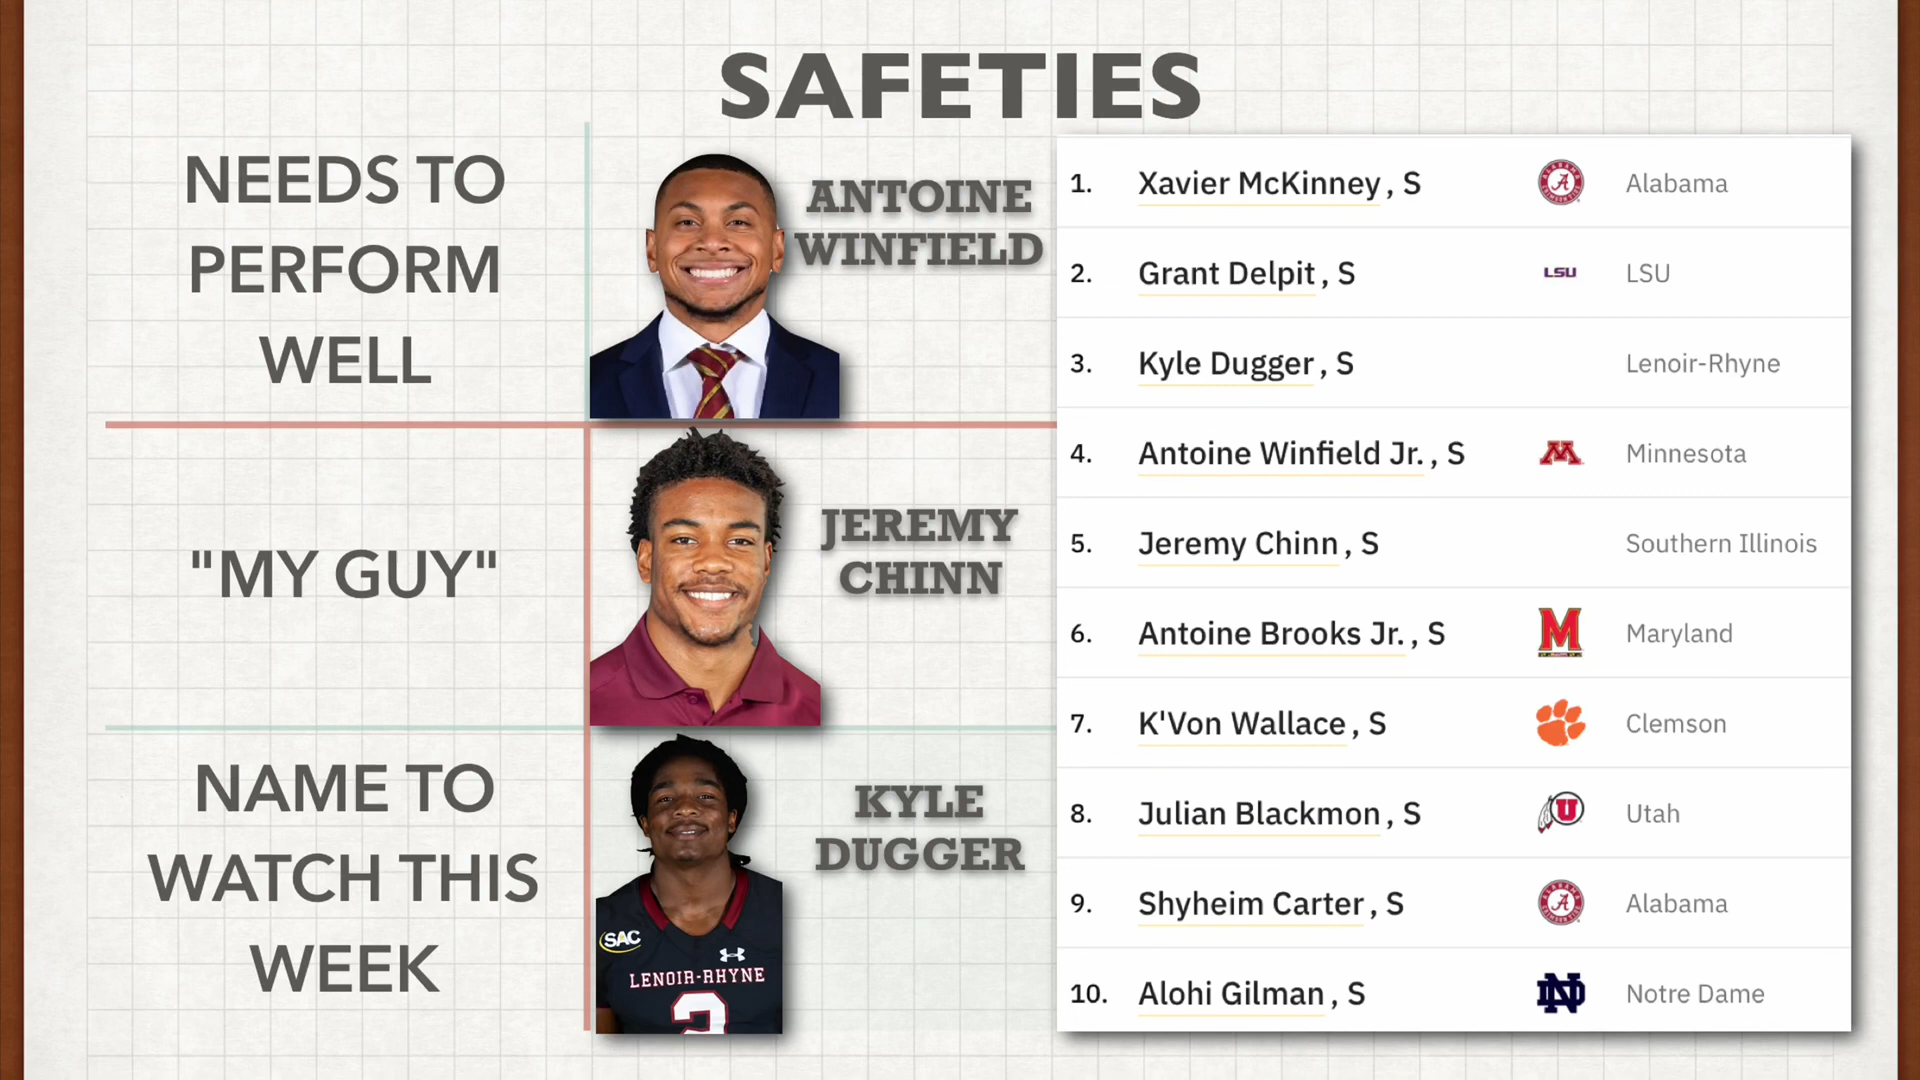 SAFETIES
NEEDS TO
PERFORM
WELL
ANTOINE
WINFIELD
"MY GUY"
JEREMY
CHINN
NAME TO
WATCH THIS
WEEK
KYLE
DUGGER
SAC
LENOIR-RHYNE
2
1. Xavier McKinney, S Alabama
2. Grant Delpit, S LSU LSU
3. Kyle Dugger, S Lenoir-Rhyne
4. Antoine Winfield Jr., S M Minnesota
5. Jeremy Chinn, S Southern Illinois
6. Antoine Brooks Jr., S M Maryland
7. K'Von Wallace, S Clemson
8. Julian Blackmon, S U Utah
9. Shyheim Carter, S Alabama
10. Alohi Gilman, S ND Notre Dame